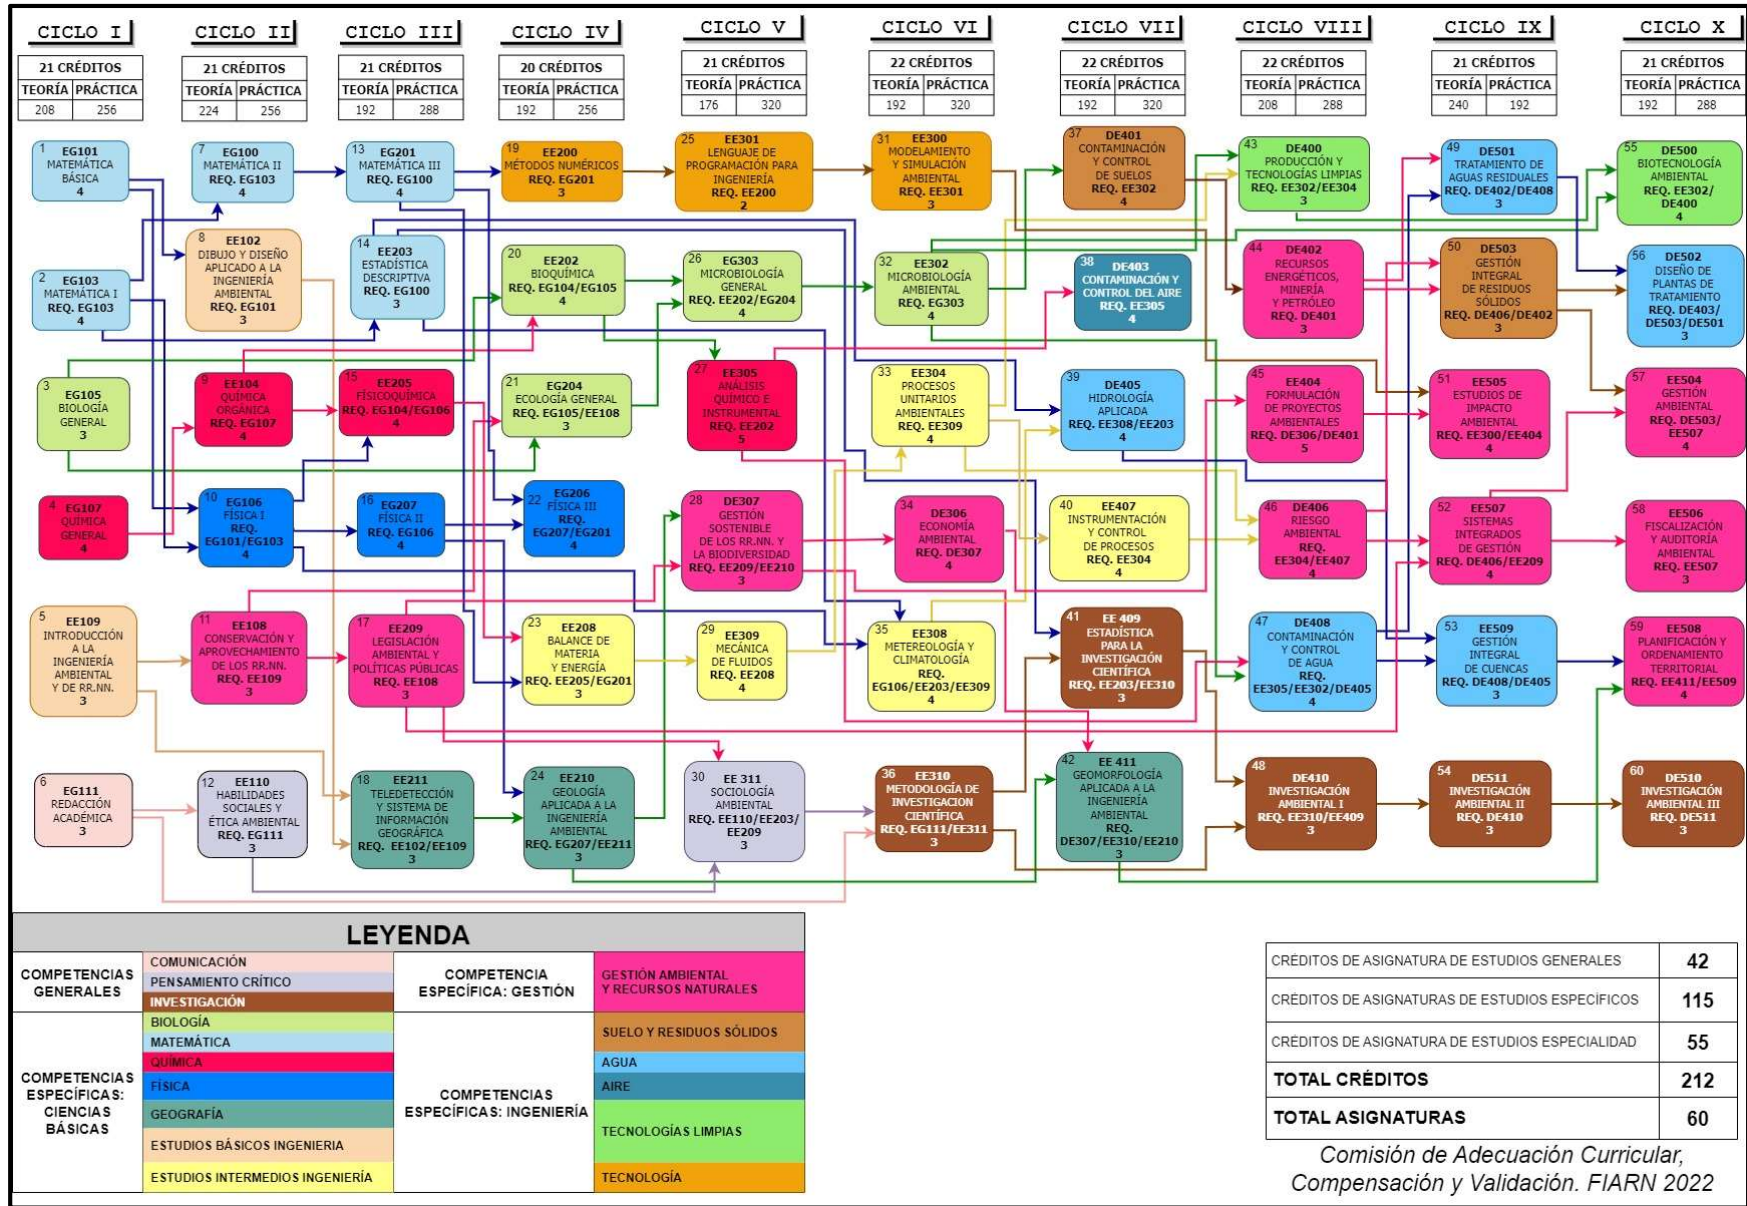 CICLO I
21 CRÉDITOS
TEORÍA PRÁCTICA
208 256
CICLO II
21 CRÉDITOS
TEORÍA PRÁCTICA
224 256
CICLO III
21 CRÉDITOS
TEORÍA PRÁCTICA
192 288
CICLO IV
20 CRÉDITOS
TEORÍA PRÁCTICA
192 256
CICLO V
21 CRÉDITOS
TEORÍA PRÁCTICA
176 320
CICLO VI
22 CRÉDITOS
TEORÍA PRÁCTICA
192 320
CICLO VII
22 CRÉDITOS
TEORÍA PRÁCTICA
192 320
CICLO VIII
22 CRÉDITOS
TEORÍA PRÁCTICA
208 288
CICLO IX
21 CRÉDITOS
TEORÍA PRÁCTICA
240 192
CICLO X
21 CRÉDITOS
TEORÍA PRÁCTICA
192 288
1 EG101
MATEMÁTICA
BÁSICA
4
2 EG103
MATEMÁTICA I
REQ. EG103
4
3 EG105
BIOLOGÍA
GENERAL
3
4 EG107
QUÍMICA
GENERAL
4
5 EE109
INTRODUCCIÓN
A LA
INGENIERÍA
AMBIENTAL
Y DE RR.NN.
3
6 EG111
REDACCIÓN
ACADÉMICA
3
7 EG100
MATEMÁTICA II
REQ. EG103
4
8 EE102
DIBUJO Y DISEÑO
APLICADO A LA
INGENIERÍA
AMBIENTAL
REQ. EG101
3
9 EE104
QUÍMICA
ORGÁNICA
REQ. EG107
4
10 EG106
FÍSICA I
REQ.
EG101/EG103
4
11 EE108
CONSERVACIÓN Y
APROVECHAMIENTO
DE LOS RR.NN.
REQ. EE109
3
12 EE110
HABILIDADES
SOCIALES Y
ÉTICA AMBIENTAL
REQ. EG111
3
13 EG201
MATEMÁTICA III
REQ. EG100
4
14 EE203
ESTADÍSTICA
DESCRIPTIVA
REQ. EG100
3
15 EE205
FÍSICOQUÍMICA
REQ. EG104/EG106
4
16 EG207
FÍSICA II
REQ. EG106
4
17 EE209
LEGISLACIÓN
AMBIENTAL Y
POLÍTICAS PÚBLICAS
REQ. EE108
3
18 EE211
TELEDETECCIÓN
Y SISTEMA DE
INFORMACIÓN
GEOGRÁFICA
REQ. EE102/EE109
3
19 EE200
MÉTODOS NUMÉRICOS
REQ. EG201
3
20 EE202
BIOQUÍMICA
REQ. EG104/EG105
4
21 EG204
ECOLOGÍA GENERAL
REQ. EG105/EE108
3
22 EG206
FÍSICA III
REQ.
EG207/EG201
4
23 EE208
BALANCE DE
MATERIA
Y ENERGÍA
REQ. EE205/EG201
3
24 EE210
GEOLOGÍA
APLICADA A LA
INGENIERÍA
AMBIENTAL
REQ. EG207/EE211
3
25 EE301
LENGUAJE DE
PROGRAMACIÓN PARA
INGENIERÍA
REQ. EE200
2
26 EG303
MICROBIOLOGÍA
GENERAL
REQ. EE202/EG204
4
27 EE305
ANÁLISIS
QUÍMICO E
INSTRUMENTAL
REQ. EE202
5
28 DE307
GESTIÓN
SOSTENIBLE
DE LOS RR.NN. Y
LA BIODIVERSIDAD
REQ. EE209/EE210
3
29 EE309
MECÁNICA
DE FLUIDOS
REQ. EE208
4
30 EE 311
SOCIOLOGÍA
AMBIENTAL
REQ. EE110/EE203/
EE209
3
31 EE300
MODELAMIENTO
Y SIMULACIÓN
AMBIENTAL
REQ. EE301
3
32 EE302
MICROBIOLOGÍA
AMBIENTAL
REQ. EG303
4
33 EE304
PROCESOS
UNITARIOS
AMBIENTALES
REQ. EE309
4
34 DE306
ECONOMÍA
AMBIENTAL
REQ. DE307
4
35 EE308
METEREOLOGÍA Y
CLIMATOLOGÍA
REQ.
EG106/EE203/EE309
4
36 EE310
METODOLOGÍA DE
INVESTIGACION
CIENTÍFICA
REQ. EG111/EE311
3
37 DE401
CONTAMINACIÓN
Y CONTROL
DE SUELOS
REQ. EE302
4
38 DE403
CONTAMINACIÓN Y
CONTROL DEL AIRE
REQ. EE305
4
39 DE405
HIDROLOGÍA
APLICADA
REQ. EE308/EE203
4
40 EE407
INSTRUMENTACIÓN
Y CONTROL
DE PROCESOS
REQ. EE304
4
41 EE 409
ESTADÍSTICA
PARA LA
INVESTIGACIÓN
CIENTÍFICA
REQ. EE203/EE310
3
42 EE 411
GEOMORFOLOGÍA
APLICADA A LA
INGENIERÍA
AMBIENTAL
REQ.
DE307/EE310/EE210
3
43 DE400
PRODUCCIÓN Y
TECNOLOGÍAS LIMPIAS
REQ. EE302/EE304
3
44 DE402
RECURSOS
ENERGÉTICOS,
MINERÍA
Y PETRÓLEO
REQ. DE401
3
45 EE404
FORMULACIÓN
DE PROYECTOS
AMBIENTALES
REQ. DE306/DE401
5
46 DE406
RIESGO
AMBIENTAL
REQ.
EE304/EE407
4
47 DE408
CONTAMINACIÓN
Y CONTROL
DE AGUA
REQ.
EE305/EE302/DE405
4
48 DE410
INVESTIGACIÓN
AMBIENTAL I
REQ. EE310/EE409
3
49 DE501
TRATAMIENTO DE
AGUAS RESIDUALES
REQ. DE402/DE408
3
50 DE503
GESTIÓN
INTEGRAL
DE RESIDUOS
SÓLIDOS
REQ. DE406/DE402
3
51 EE505
ESTUDIOS DE
IMPACTO
AMBIENTAL
REQ. EE300/EE404
4
52 EE507
SISTEMAS
INTEGRADOS
DE GESTIÓN
REQ. DE406/EE209
4
53 EE509
GESTIÓN
INTEGRAL
DE CUENCAS
REQ. DE408/DE405
3
54 DE511
INVESTIGACIÓN
AMBIENTAL II
REQ. DE410
3
55 DE500
BIOTECNOLOGÍA
AMBIENTAL
REQ. EE302/
DE400
4
56 DE502
DISEÑO DE
PLANTAS DE
TRATAMIENTO
REQ. DE403/
DE503/DE501
3
57 EE504
GESTIÓN
AMBIENTAL
REQ. DE503/
EE507
4
58 EE506
FISCALIZACIÓN
Y AUDITORÍA
AMBIENTAL
REQ. EE507
3
59 EE508
PLANIFICACIÓN Y
ORDENAMIENTO
TERRITORIAL
REQ. EE411/EE509
4
60 DE510
INVESTIGACIÓN
AMBIENTAL III
REQ. DE511
3
LEYENDA
COMPETENCIAS
GENERALES
COMUNICACIÓN
PENSAMIENTO CRÍTICO
INVESTIGACIÓN
COMPETENCIAS
ESPECÍFICAS:
CIENCIAS
BÁSICAS
BIOLOGÍA
MATEMÁTICA
QUÍMICA
FÍSICA
GEOGRAFÍA
ESTUDIOS BÁSICOS INGENIERIA
ESTUDIOS INTERMEDIOS INGENIERÍA
COMPETENCIA
ESPECÍFICA: GESTIÓN
GESTIÓN AMBIENTAL
Y RECURSOS NATURALES
COMPETENCIAS
ESPECÍFICAS: INGENIERÍA
SUELO Y RESIDUOS SÓLIDOS
AGUA
AIRE
TECNOLOGÍAS LIMPIAS
TECNOLOGÍA
CRÉDITOS DE ASIGNATURA DE ESTUDIOS GENERALES 42
CRÉDITOS DE ASIGNATURAS DE ESTUDIOS ESPECÍFICOS 115
CRÉDITOS DE ASIGNATURA DE ESTUDIOS ESPECIALIDAD 55
TOTAL CRÉDITOS 212
TOTAL ASIGNATURAS 60
Comisión de Adecuación Curricular,
Compensación y Validación. FIARN 2022